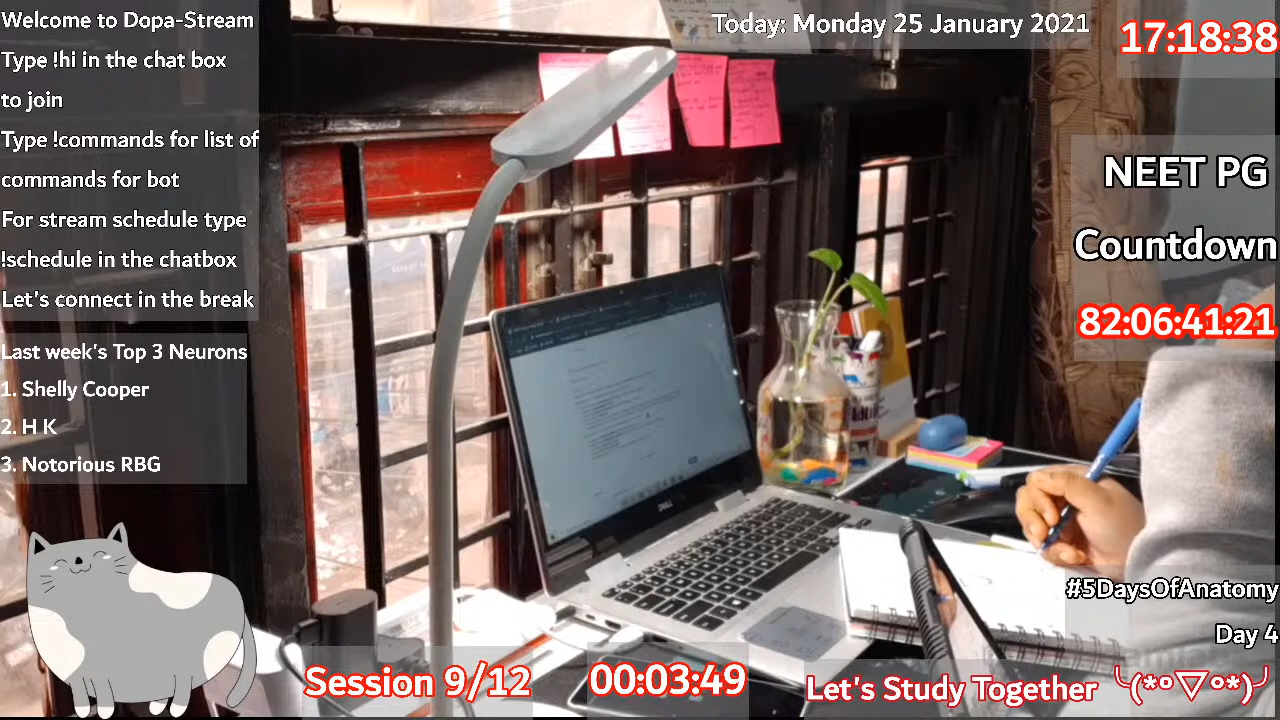 Welcome to Dopa-Stream
Type !hi in the chat box
to join
Type !commands for list of
commands for bot
For stream schedule type
!schedule in the chatbox
Let's connect in the break
Last week's Top 3 Neurons
1. Shelly Cooper
2. H K
3. Notorious RBG
Today: Monday 25 January 2021
17:18:38
NEET PG
Countdown
82:06:41:21
DELL
#5DaysOfAnatomy
Day 4
Session 9/12
00:03:49
Let's Study Together ╰(*°▽°*)╯